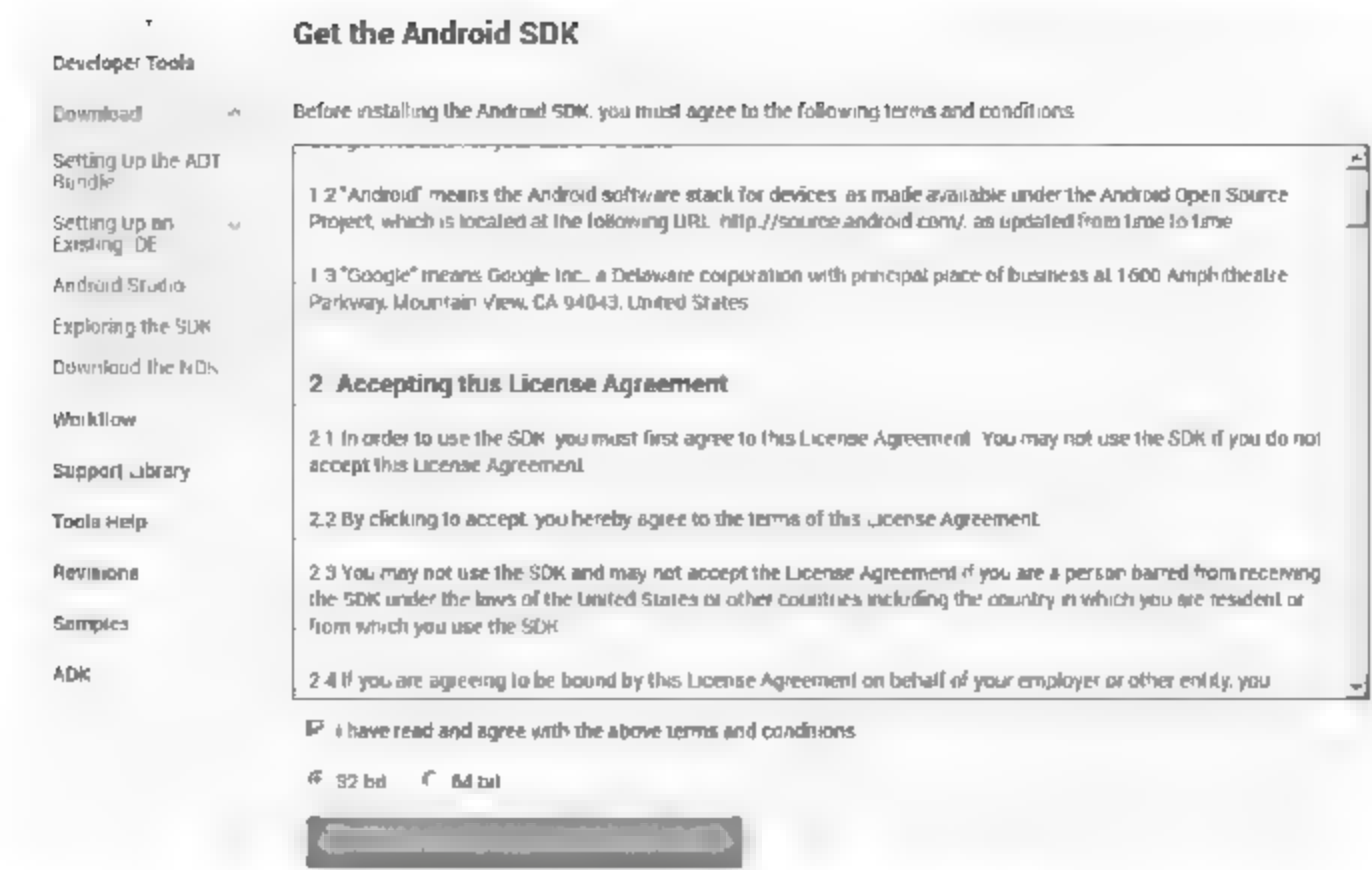 Get the Android SDK
Developer Tools
Download
Setting Up the ADT
Bundle
Setting Up an
Existing IDE
Android Studio
Exploring the SDK
Download the NDK
Workflow
Support Library
Tools Help
Revisions
Samples
ADK
Before installing the Android SDK, you must agree to the following terms and conditions.
1.2 "Android" means the Android software stack for devices, as made available under the Android Open Source
Project, which is located at the following URL: http://source.android.com/, as updated from time to time.
1.3 "Google" means Google Inc., a Delaware corporation with principal place of business at 1600 Amphitheatre
Parkway, Mountain View, CA 94043, United States.
2. Accepting this License Agreement
2.1 In order to use the SDK, you must first agree to this License Agreement. You may not use the SDK if you do not
accept this License Agreement.
2.2 By clicking to accept, you hereby agree to the terms of this License Agreement.
2.3 You may not use the SDK and may not accept the License Agreement if you are a person barred from receiving
the SDK under the laws of the United States or other countries including the country in which you are resident or
from which you use the SDK.
2.4 If you are agreeing to be bound by this License Agreement on behalf of your employer or other entity, you
I have read and agree with the above terms and conditions
32 bit
64 bit